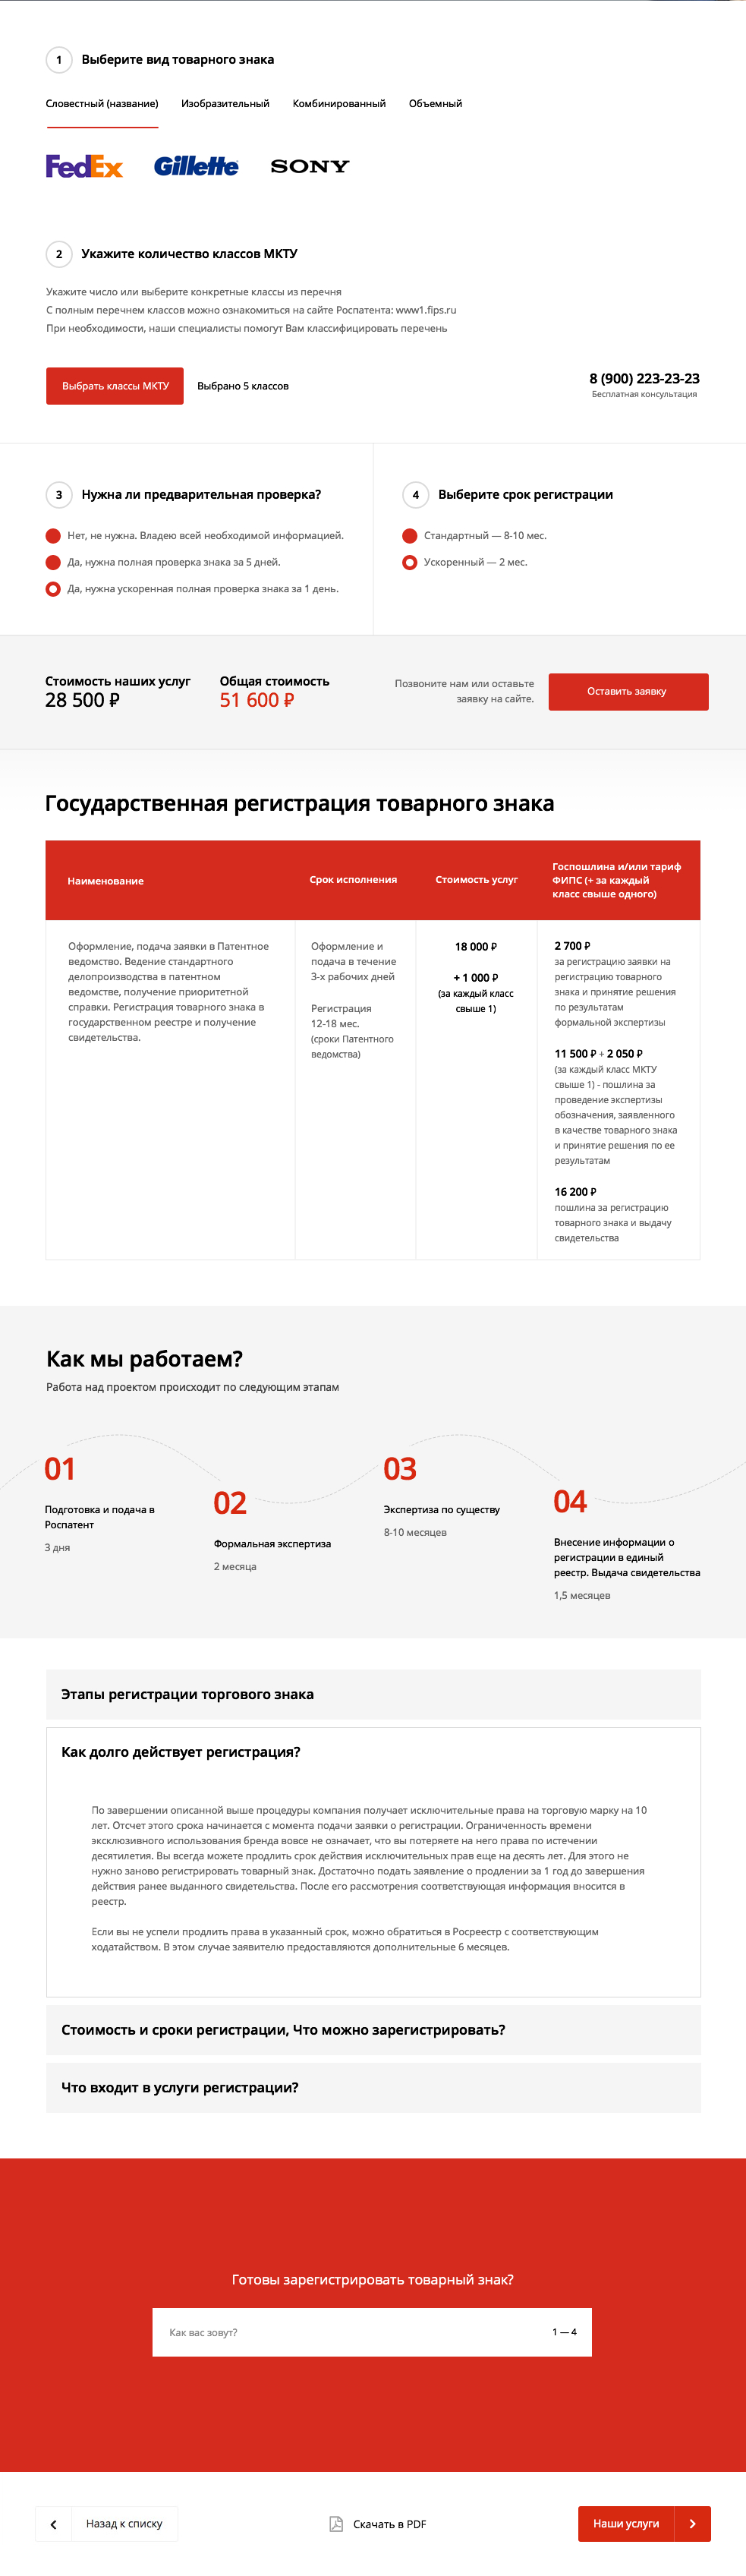 1 Выберите вид товарного знака
Словестный (название) Изобразительный Комбинированный Объемный
FedEx Gillette SONY
2 Укажите количество классов МКТУ
Укажите число или выберите конкретные классы из перечня
С полным перечнем классов можно ознакомиться на сайте Роспатента: www1.fips.ru
При необходимости, наши специалисты помогут Вам классифицировать перечень
Выбрать классы МКТУ Выбрано 5 классов
8 (900) 223-23-23
Бесплатная консультация
3 Нужна ли предварительная проверка?
Нет, не нужна. Владею всей необходимой информацией.
Да, нужна полная проверка знака за 5 дней.
Да, нужна ускоренная полная проверка знака за 1 день.
4 Выберите срок регистрации
Стандартный — 8-10 мес.
Ускоренный — 2 мес.
Стоимость наших услуг
28 500 ₽
Общая стоимость
51 600 ₽
Позвоните нам или оставьте
заявку на сайте.
Оставить заявку
Государственная регистрация товарного знака
Наименование
Срок исполнения
Стоимость услуг
Госпошлина и/или тариф
ФИПС (+ за каждый
класс свыше одного)
Оформление, подача заявки в Патентное
ведомство. Ведение стандартного
делопроизводства в патентном
ведомстве, получение приоритетной
справки. Регистрация товарного знака в
государственном реестре и получение
свидетельства.
Оформление и
подача в течение
3-х рабочих дней
Регистрация
12-18 мес.
(сроки Патентного
ведомства)
18 000 ₽
+ 1 000 ₽
(за каждый класс
свыше 1)
2 700 ₽
за регистрацию заявки на
регистрацию товарного
знака и принятие решения
по результатам
формальной экспертизы
11 500 ₽ + 2 050 ₽
(за каждый класс МКТУ
свыше 1) - пошлина за
проведение экспертизы
обозначения, заявленного
в качестве товарного знака
и принятие решения по ее
результатам
16 200 ₽
пошлина за регистрацию
товарного знака и выдачу
свидетельства
Как мы работаем?
Работа над проектом происходит по следующим этапам
01
Подготовка и подача в
Роспатент
3 дня
02
Формальная экспертиза
2 месяца
03
Экспертиза по существу
8-10 месяцев
04
Внесение информации о
регистрации в единый
реестр. Выдача свидетельства
1,5 месяцев
Этапы регистрации торгового знака
Как долго действует регистрация?
По завершении описанной выше процедуры компания получает исключительные права на торговую марку на 10
лет. Отсчет этого срока начинается с момента подачи заявки о регистрации. Ограниченность времени
эксклюзивного использования бренда вовсе не означает, что вы потеряете на него права по истечении
десятилетия. Вы всегда можете продлить срок действия исключительных прав еще на десять лет. Для этого не
нужно заново регистрировать товарный знак. Достаточно подать заявление о продлении за 1 год до завершения
действия ранее выданного свидетельства. После его рассмотрения соответствующая информация вносится в
реестр.
Если вы не успели продлить права в указанный срок, можно обратиться в Росреестр с соответствующим
ходатайством. В этом случае заявителю предоставляются дополнительные 6 месяцев.
Стоимость и сроки регистрации, Что можно зарегистрировать?
Что входит в услуги регистрации?
Готовы зарегистрировать товарный знак?
Как вас зовут? 1 — 4
Назад к списку Скачать в PDF Наши услуги